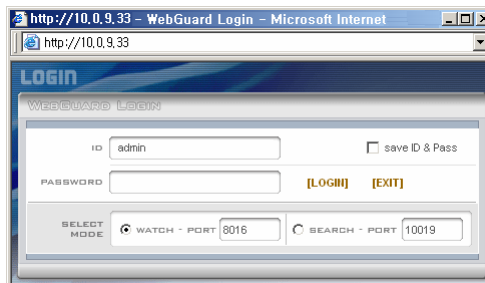 http://10.0.9.33 - WebGuard Login - Microsoft Internet
http://10.0.9.33
LOGIN
WEBGUARD LOGIN
ID admin save ID & Pass
PASSWORD [LOGIN] [EXIT]
SELECT MODE WATCH - PORT 8016 SEARCH - PORT 10019